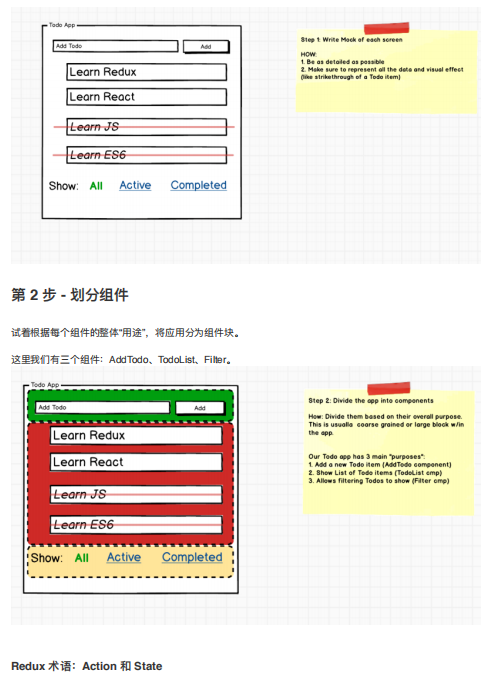 Todo App
Add Todo
Add
Learn Redux
Learn React
Learn JS
Learn ES6
Show: All Active Completed
Step 1: Write Mock of each screen
HOW:
1. Be as detailed as possible
2. Make sure to represent all the data and visual effect
(like strikethrough of a Todo item)
第 2 步 - 划分组件
试着根据每个组件的整体“用途”，将应用分为组件块。
这里我们有三个组件：AddTodo、TodoList、Filter。
Todo App
Add Todo
Add
Learn Redux
Learn React
Learn JS
Learn ES6
Show: All Active Completed
Step 2: Divide the app into components
How: Divide them based on their overall purpose.
This is usualla coarse grained or large block w/in
the app.
Our Todo app has 3 main "purposes":
1. Add a new Todo item (AddTodo component)
2. Show List of Todo items (TodoList cmp)
3. Allows filtering Todos to show (Filter cmp)
Redux 术语：Action 和 State